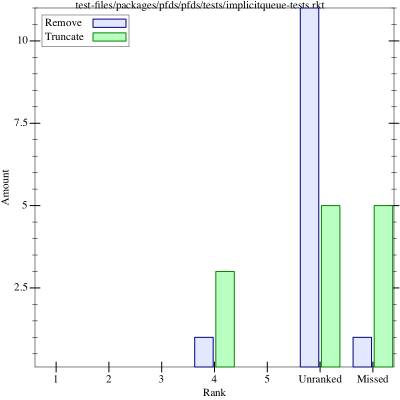 test-files/packages/pfds/pfds/tests/implicitqueue-tests.rkt
Remove
Truncate
10
7.5
5
2.5
Amount
1 2 3 4 5 Unranked Missed
Rank